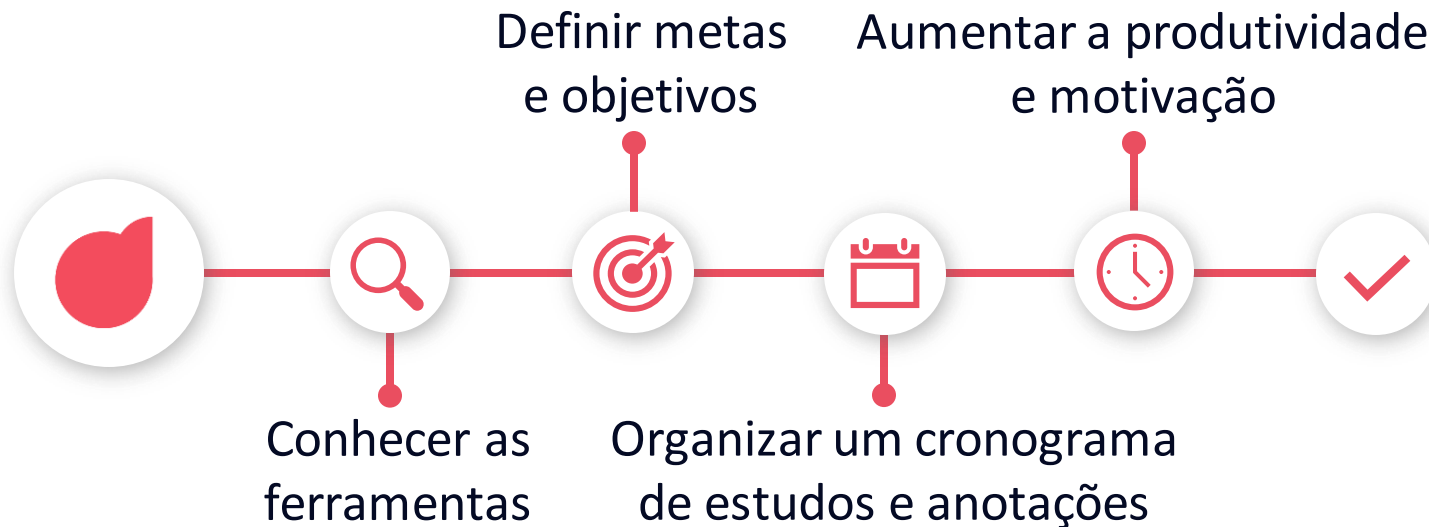 Definir metas
e objetivos
Aumentar a produtividade
e motivação
Conhecer as
ferramentas
Organizar um cronograma
de estudos e anotações